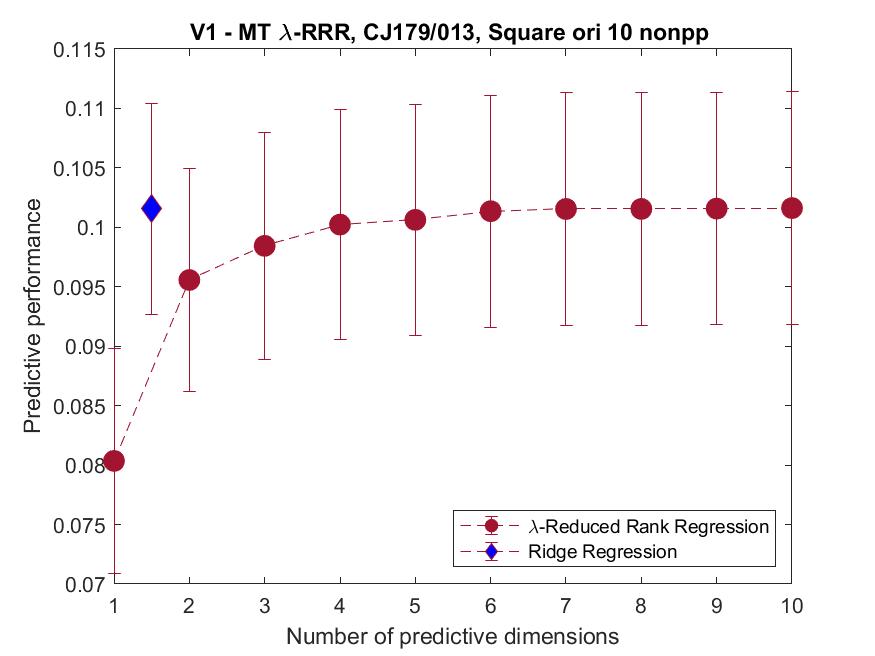 V1 - MT λ-RRR, CJ179/013, Square ori 10 nonpp
0.115
0.11
0.105
0.1
0.095
0.09
0.085
0.08
0.075
0.07
Predictive performance
λ-Reduced Rank Regression
Ridge Regression
1 2 3 4 5 6 7 8 9 10
Number of predictive dimensions